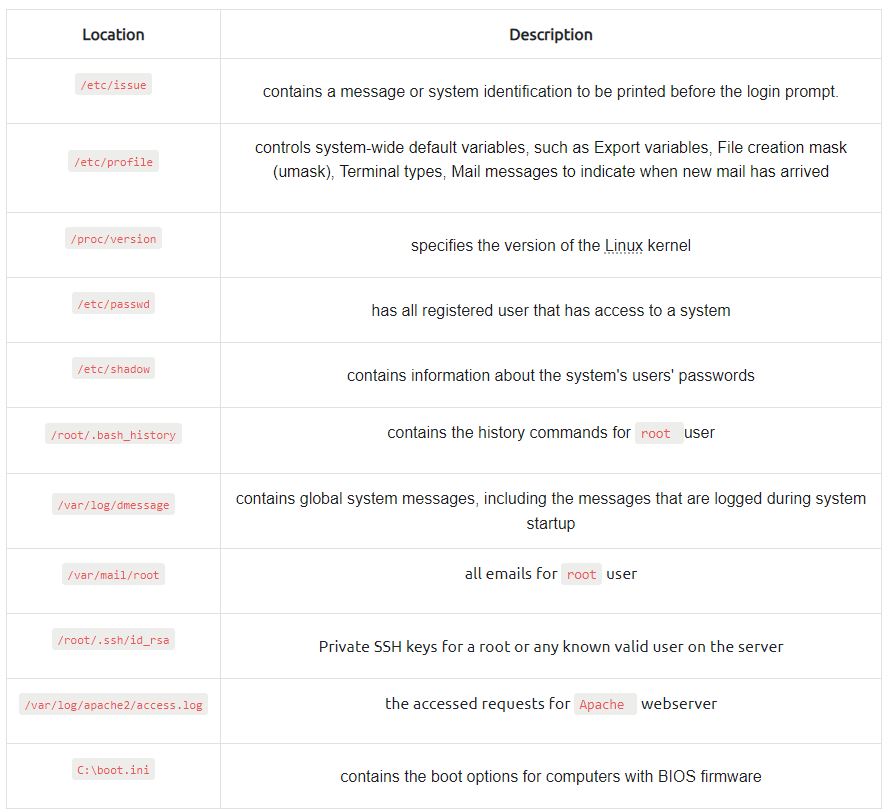 Location Description
/etc/issue contains a message or system identification to be printed before the login prompt.
/etc/profile controls system-wide default variables, such as Export variables, File creation mask
(umask), Terminal types, Mail messages to indicate when new mail has arrived
/proc/version specifies the version of the Linux kernel
/etc/passwd has all registered user that has access to a system
/etc/shadow contains information about the system's users' passwords
/root/.bash_history contains the history commands for root user
/var/log/dmessage contains global system messages, including the messages that are logged during system
startup
/var/mail/root all emails for root user
/root/.ssh/id_rsa Private SSH keys for a root or any known valid user on the server
/var/log/apache2/access.log the accessed requests for Apache webserver
C:\boot.ini contains the boot options for computers with BIOS firmware